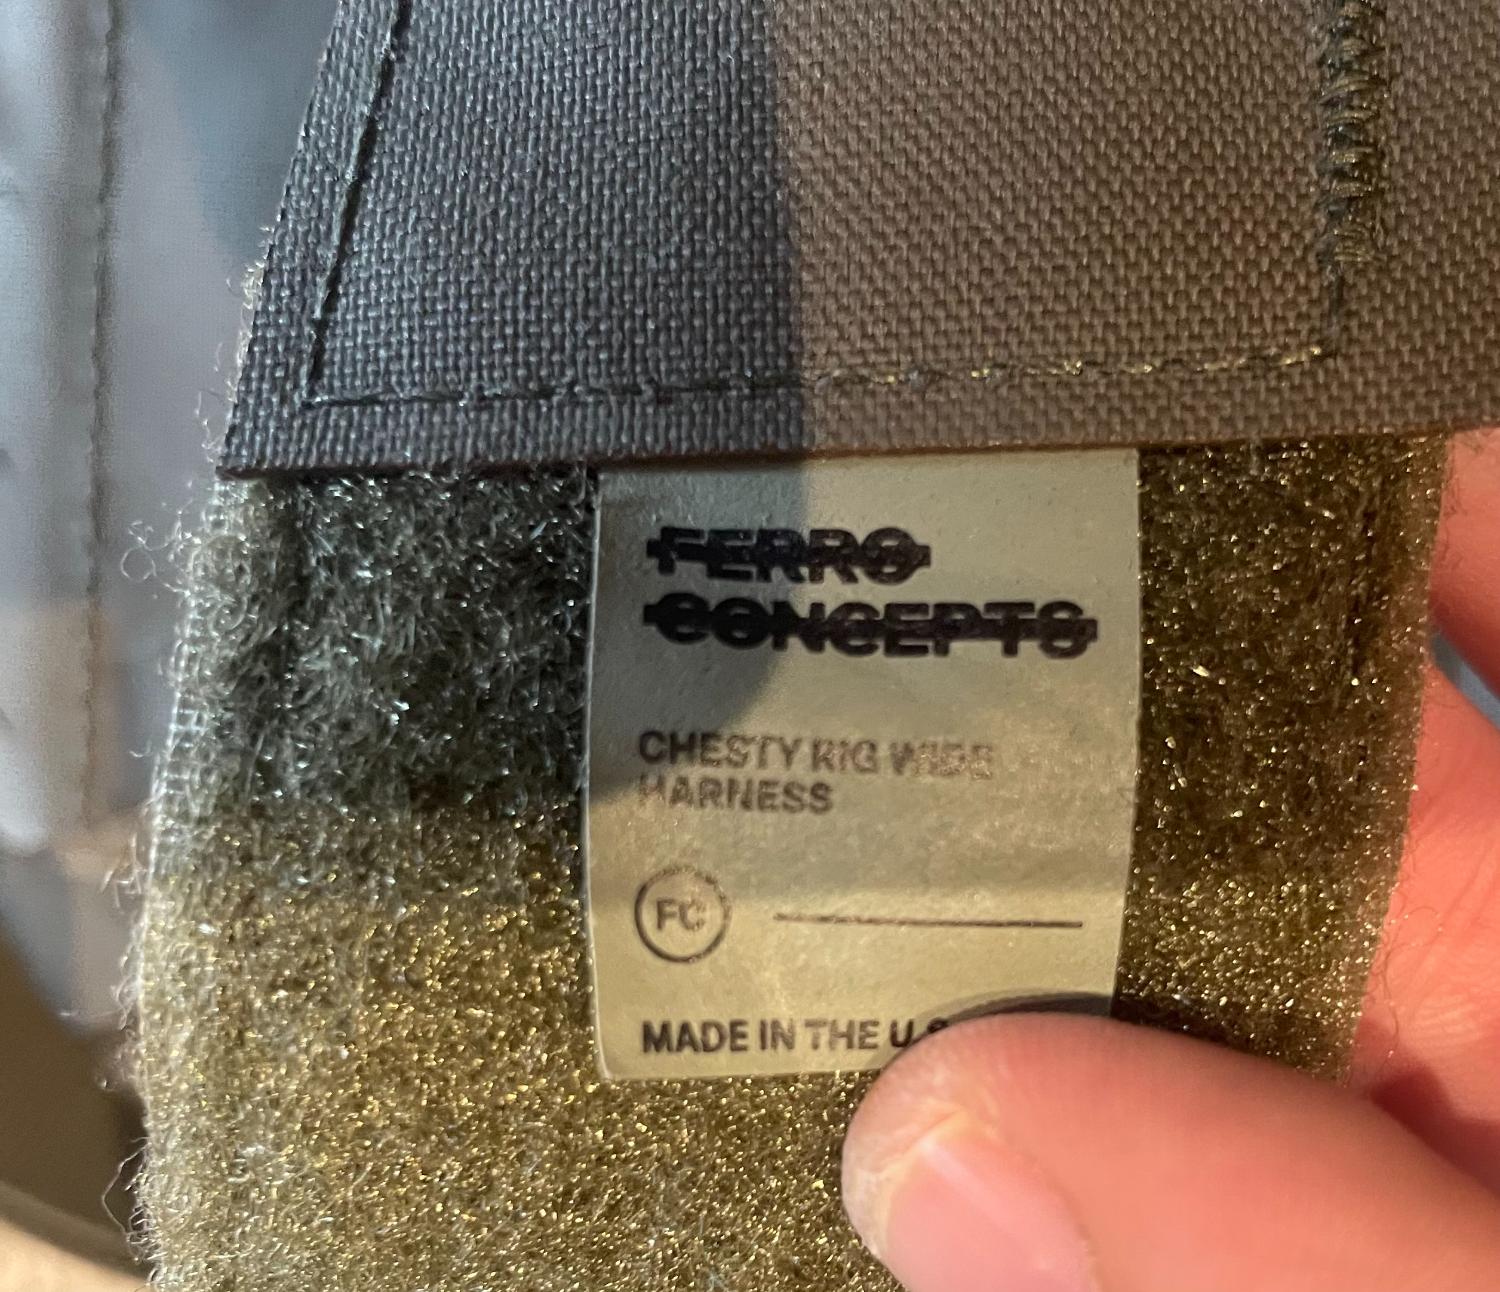 FERRO
CONCEPTS
CHESTY RIG WIDE
HARNESS
FC
MADE IN THE U.S